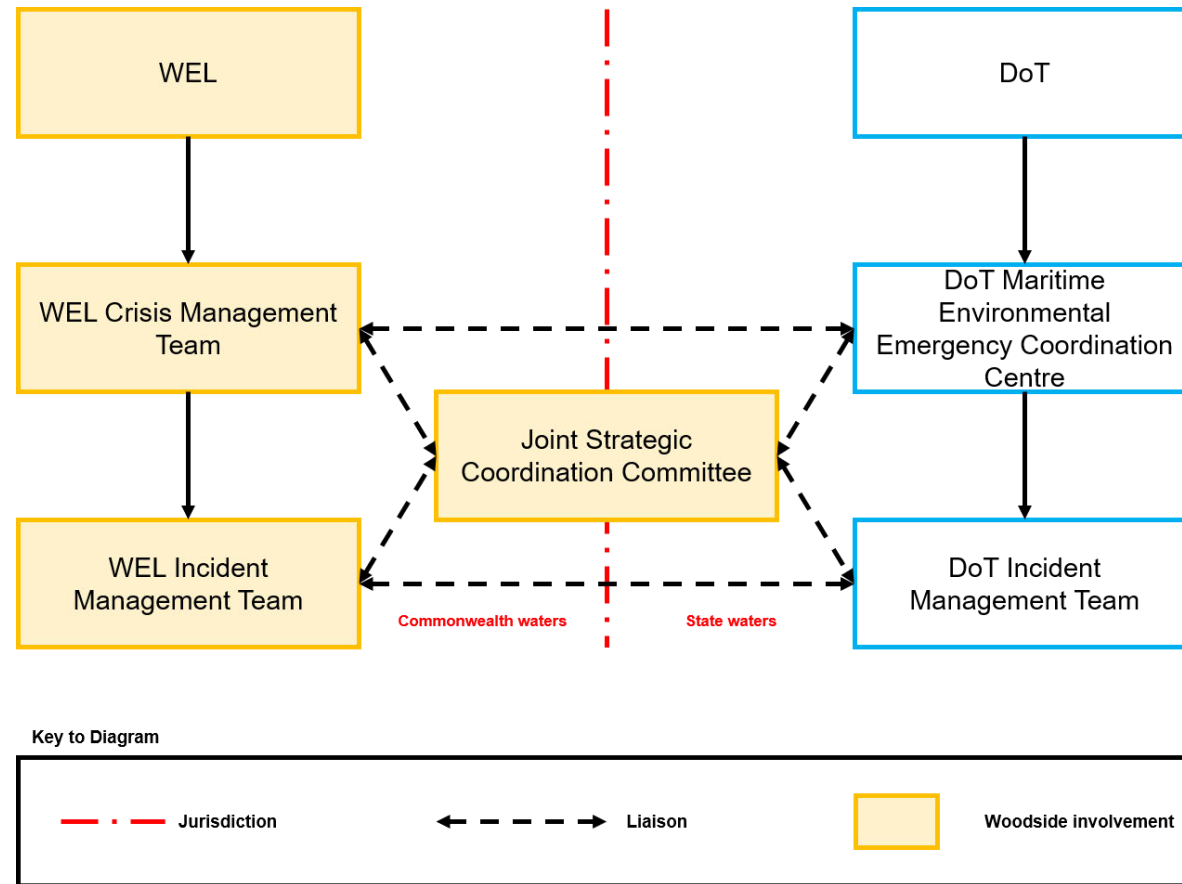 WEL
DoT
WEL Crisis Management
Team
DoT Maritime
Environmental
Emergency Coordination
Centre
Joint Strategic
Coordination Committee
WEL Incident
Management Team
DoT Incident
Management Team
Commonwealth waters
State waters
Key to Diagram
Jurisdiction
Liaison
Woodside involvement